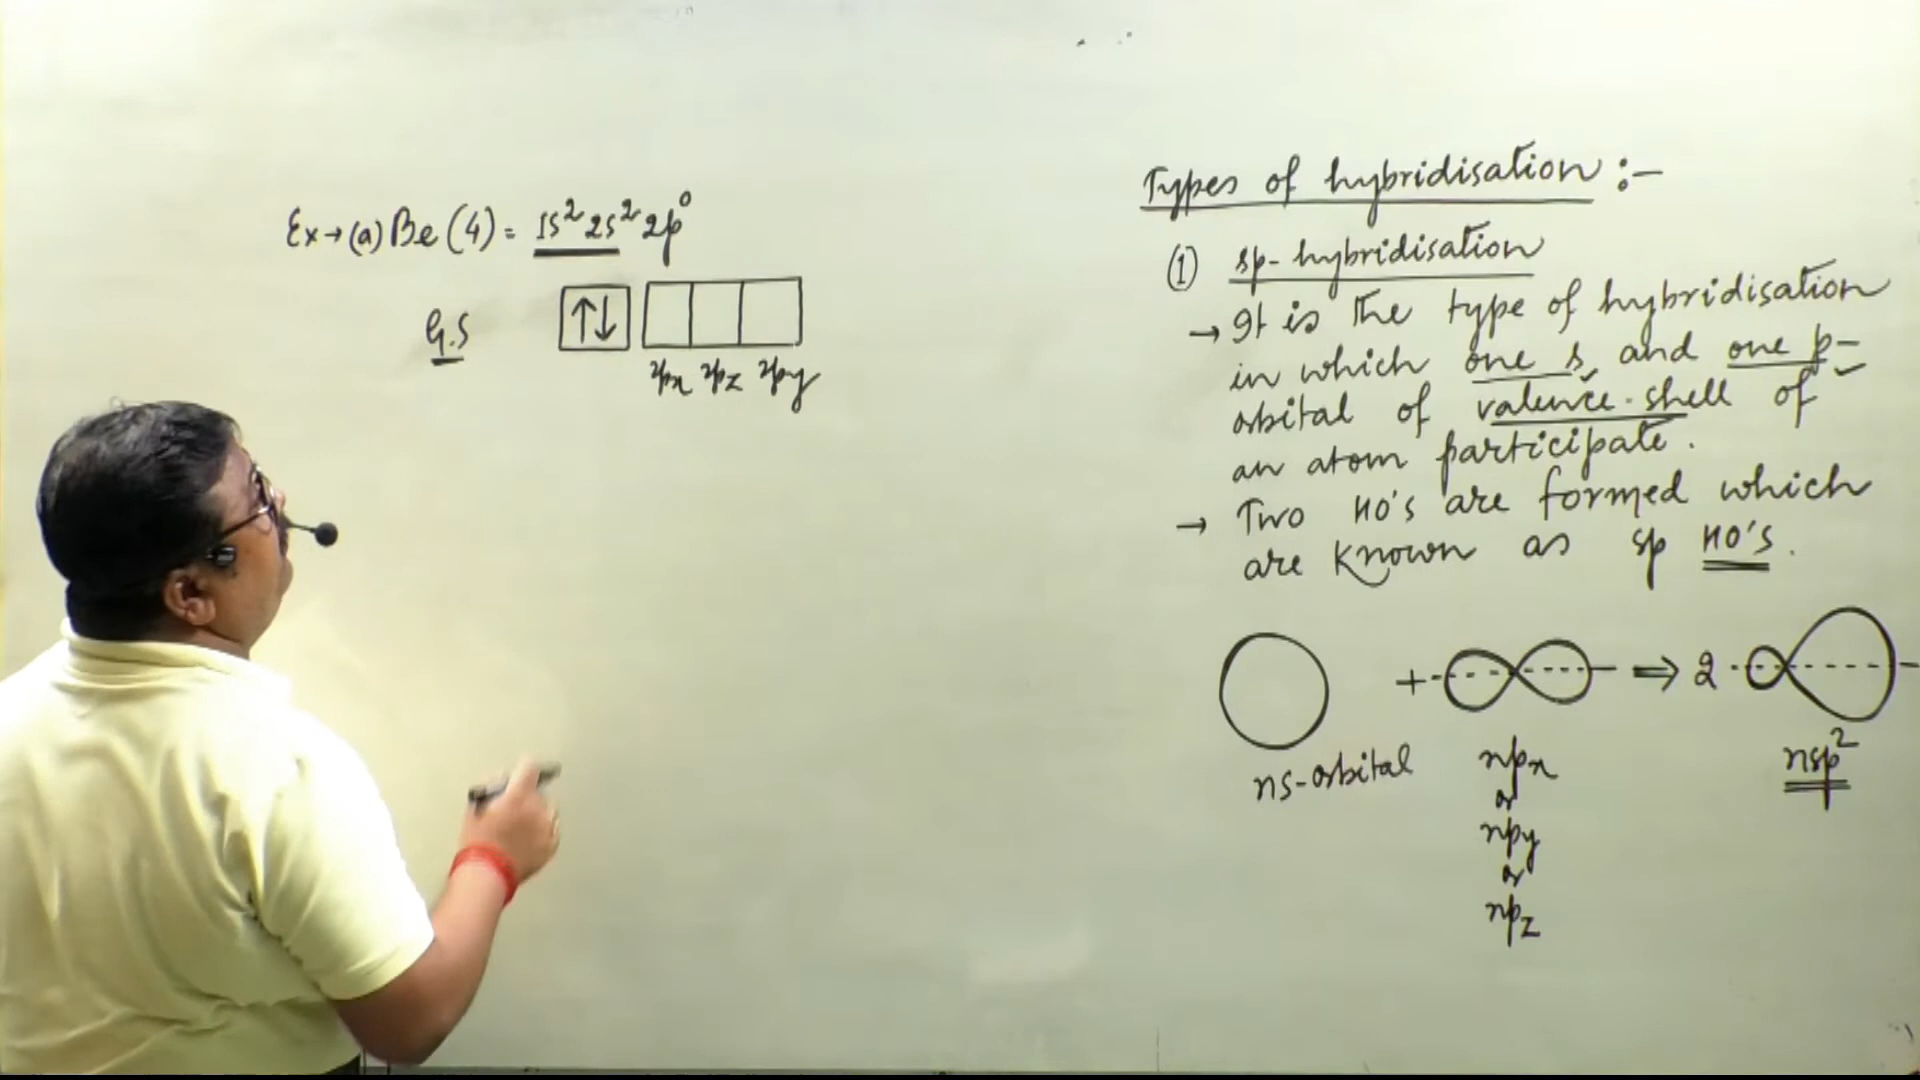 Ex→(a) Be (4) = 1s² 2s² 2p⁰
G.S ↑↓
2px 2pz 2py
Types of hybridisation :-
(1) sp-hybridisation
→ It is the type of hybridisation
in which one s, and one p-
orbital of valence-shell of
an atom participate.
→ Two HO's are formed which
are known as sp HO's.
+ ⇒ 2
ns-orbital npx nsp²
or
npy
or
npz